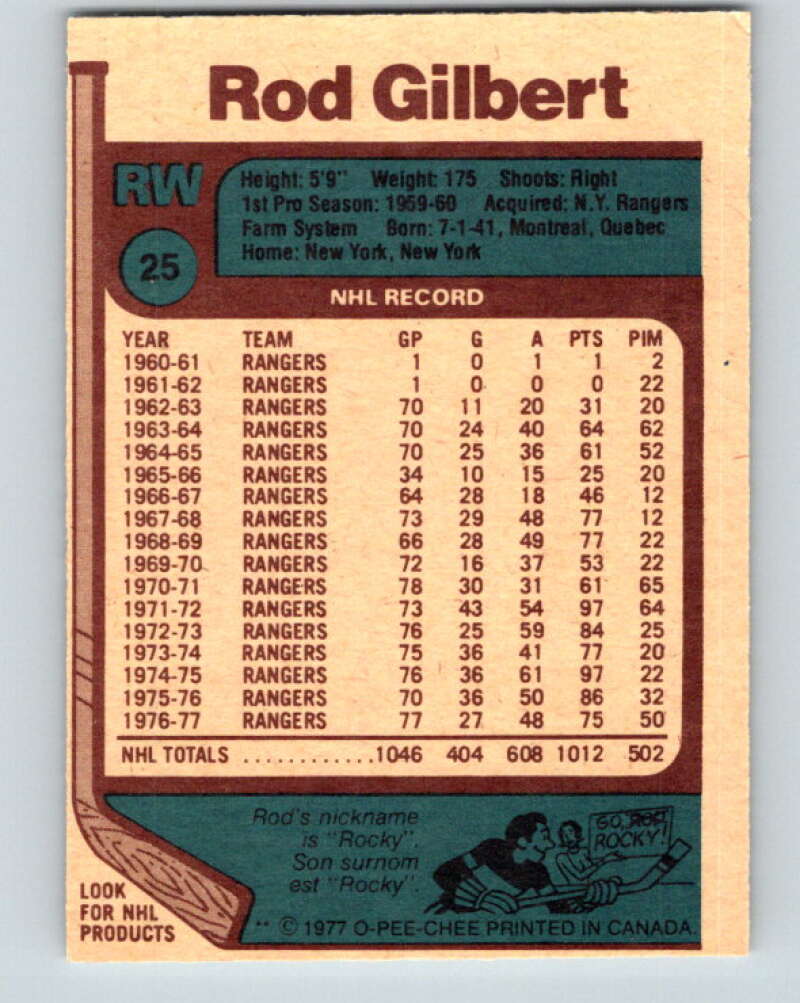 Rod Gilbert
RW
25
Height: 5'9" Weight: 175 Shoots: Right
1st Pro Season: 1959-60 Acquired: N.Y. Rangers
Farm System Born: 7-1-41, Montreal, Quebec
Home: New York, New York
NHL RECORD
YEAR TEAM GP G A PTS PIM
1960-61 RANGERS 1 0 1 1 2
1961-62 RANGERS 1 0 0 0 22
1962-63 RANGERS 70 11 20 31 20
1963-64 RANGERS 70 24 40 64 62
1964-65 RANGERS 70 25 36 61 52
1965-66 RANGERS 34 10 15 25 20
1966-67 RANGERS 64 28 18 46 12
1967-68 RANGERS 73 29 48 77 12
1968-69 RANGERS 66 28 49 77 22
1969-70 RANGERS 72 16 37 53 22
1970-71 RANGERS 78 30 31 61 65
1971-72 RANGERS 73 43 54 97 64
1972-73 RANGERS 76 25 59 84 25
1973-74 RANGERS 75 36 41 77 20
1974-75 RANGERS 76 36 61 97 22
1975-76 RANGERS 70 36 50 86 32
1976-77 RANGERS 77 27 48 75 50
NHL TOTALS ............1046 404 608 1012 502
Rod's nickname
is "Rocky".
Son surnom
est "Rocky".
GO,
ROCKY!
LOOK
FOR NHL
PRODUCTS
** © 1977 O-PEE-CHEE PRINTED IN CANADA.